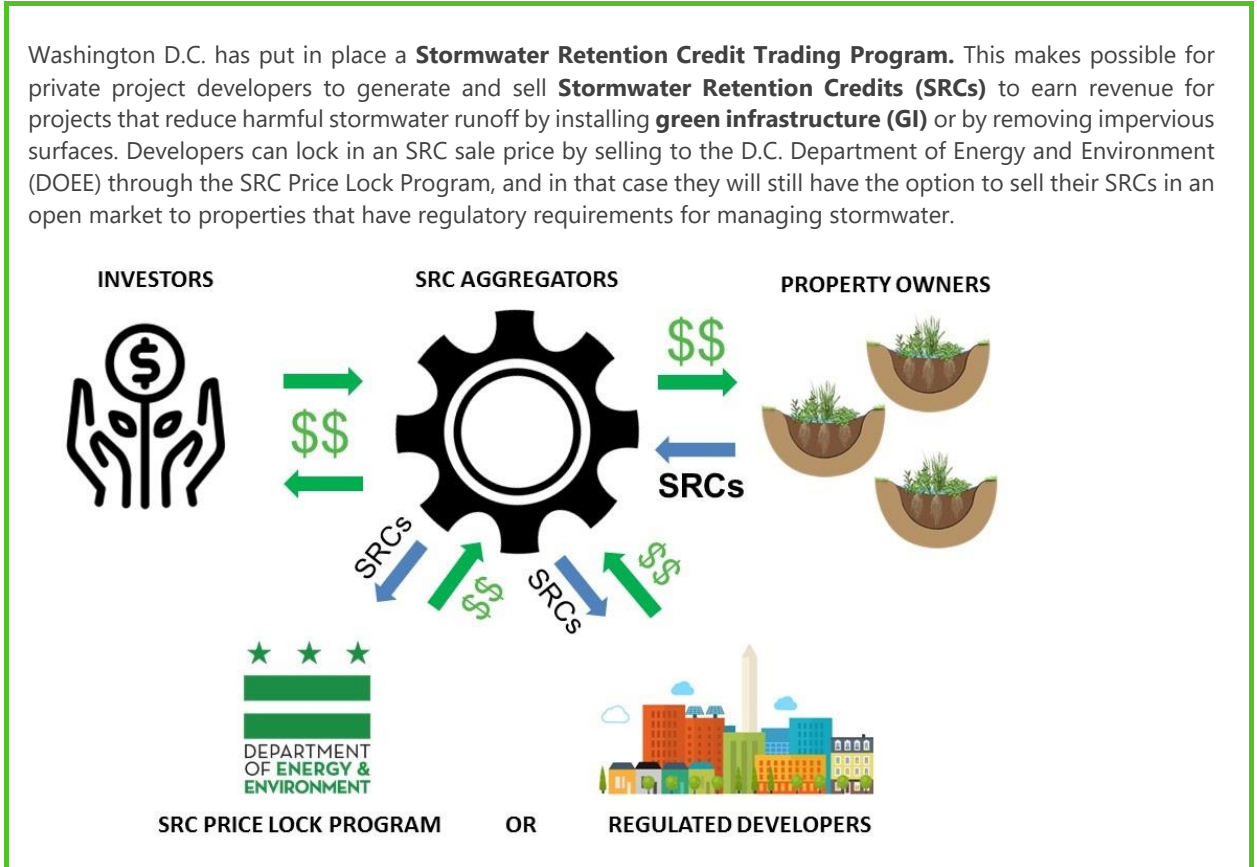 Washington D.C. has put in place a Stormwater Retention Credit Trading Program. This makes possible for
private project developers to generate and sell Stormwater Retention Credits (SRCs) to earn revenue for
projects that reduce harmful stormwater runoff by installing green infrastructure (GI) or by removing impervious
surfaces. Developers can lock in an SRC sale price by selling to the D.C. Department of Energy and Environment
(DOEE) through the SRC Price Lock Program, and in that case they will still have the option to sell their SRCs in an
open market to properties that have regulatory requirements for managing stormwater.
INVESTORS
SRC AGGREGATORS
PROPERTY OWNERS
$
$$
$$
SRCs
SRCs
$$
SRCs
$$
DEPARTMENT
OF ENERGY &
ENVIRONMENT
SRC PRICE LOCK PROGRAM
OR
REGULATED DEVELOPERS